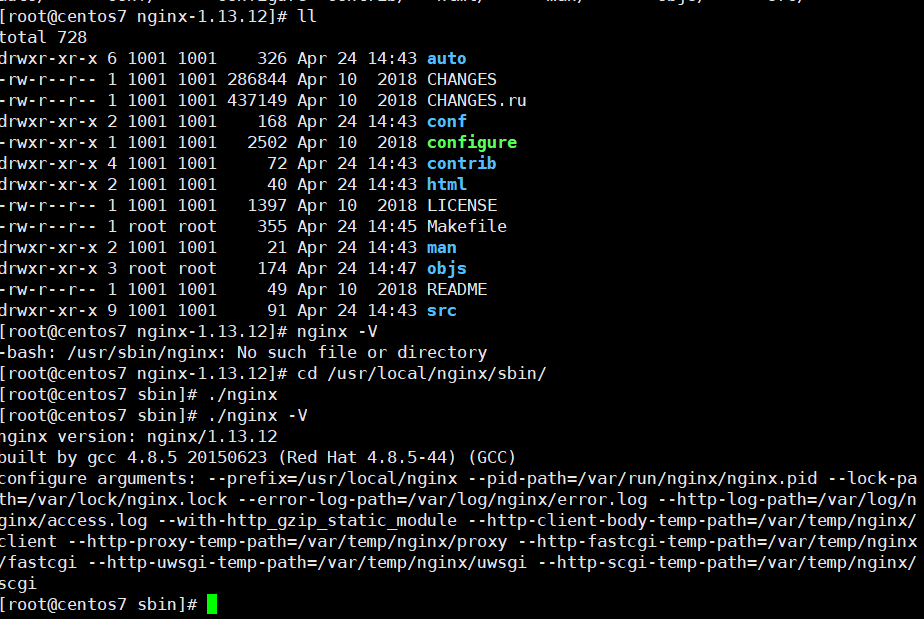 [root@centos7 nginx-1.13.12]# ll
total 728
drwxr-xr-x 6 1001 1001    326 Apr 24 14:43 auto
-rw-r--r-- 1 1001 1001 286844 Apr 10  2018 CHANGES
-rw-r--r-- 1 1001 1001 437149 Apr 10  2018 CHANGES.ru
drwxr-xr-x 2 1001 1001    168 Apr 24 14:43 conf
-rwxr-xr-x 1 1001 1001   2502 Apr 10  2018 configure
drwxr-xr-x 4 1001 1001     72 Apr 24 14:43 contrib
drwxr-xr-x 2 1001 1001     40 Apr 24 14:43 html
-rw-r--r-- 1 1001 1001   1397 Apr 10  2018 LICENSE
-rw-r--r-- 1 root root    355 Apr 24 14:45 Makefile
drwxr-xr-x 2 1001 1001     21 Apr 24 14:43 man
drwxr-xr-x 3 root root    174 Apr 24 14:47 objs
-rw-r--r-- 1 1001 1001     49 Apr 10  2018 README
drwxr-xr-x 9 1001 1001     91 Apr 24 14:43 src
[root@centos7 nginx-1.13.12]# nginx -V
-bash: /usr/sbin/nginx: No such file or directory
[root@centos7 nginx-1.13.12]# cd /usr/local/nginx/sbin/
[root@centos7 sbin]# ./nginx
[root@centos7 sbin]# ./nginx -V
nginx version: nginx/1.13.12
built by gcc 4.8.5 20150623 (Red Hat 4.8.5-44) (GCC)
configure arguments: --prefix=/usr/local/nginx --pid-path=/var/run/nginx/nginx.pid --lock-pa
th=/var/lock/nginx.lock --error-log-path=/var/log/nginx/error.log --http-log-path=/var/log/n
ginx/access.log --with-http_gzip_static_module --http-client-body-temp-path=/var/temp/nginx/
client --http-proxy-temp-path=/var/temp/nginx/proxy --http-fastcgi-temp-path=/var/temp/nginx
/fastcgi --http-uwsgi-temp-path=/var/temp/nginx/uwsgi --http-scgi-temp-path=/var/temp/nginx/
scgi
[root@centos7 sbin]#